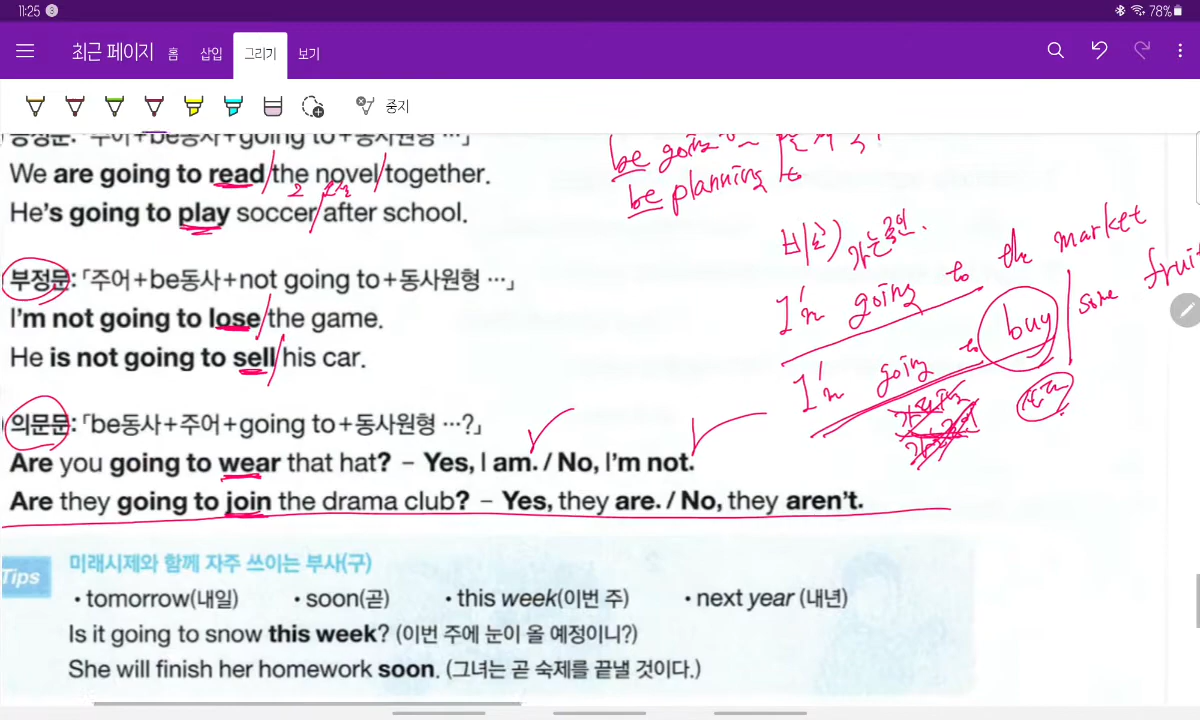 11:25
78%
최근 페이지 홈 삽입 그리기 보기
중지
긍정문: 「주어+be동사+going to+동사원형 …」
We are going to read / the novel / together.
He's going to play soccer / after school.
부정문: 「주어+be동사+not going to+동사원형 …」
I'm not going to lose / the game.
He is not going to sell / his car.
의문문: 「be동사+주어+going to+동사원형 …?」
Are you going to wear that hat? – Yes, I am. / No, I'm not.
Are they going to join the drama club? – Yes, they are. / No, they aren't.
be going
be planning to
비교) 가는중인.
I'm going to the market
I'm going to buy some fruit
Tips
미래시제와 함께 자주 쓰이는 부사(구)
• tomorrow(내일) • soon(곧) • this week(이번 주) • next year (내년)
Is it going to snow this week? (이번 주에 눈이 올 예정이니?)
She will finish her homework soon. (그녀는 곧 숙제를 끝낼 것이다.)